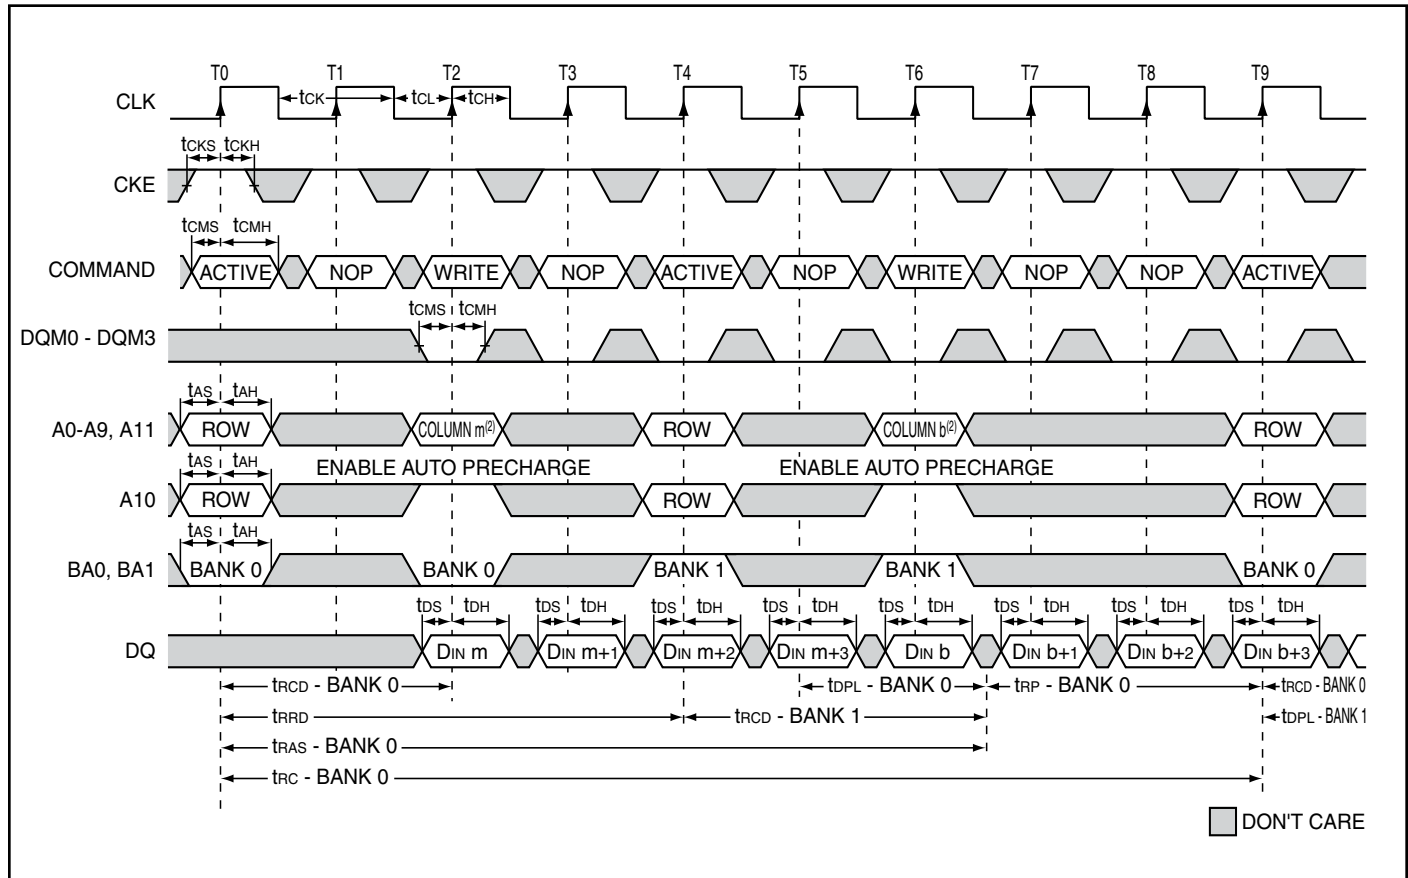 T0 T1 T2 T3 T4 T5 T6 T7 T8 T9
CLK tCK tCL tCH
tCKS tCKH
CKE
tCMS tCMH
COMMAND ACTIVE NOP WRITE NOP ACTIVE NOP WRITE NOP NOP ACTIVE
tCMS tCMH
DQM0 - DQM3
tAS tAH
A0-A9, A11 ROW COLUMN m(2) ROW COLUMN b(2) ROW
tAS tAH ENABLE AUTO PRECHARGE ENABLE AUTO PRECHARGE
A10 ROW ROW ROW
tAS tAH
BA0, BA1 BANK 0 BANK 0 BANK 1 BANK 1 BANK 0
tDS tDH tDS tDH tDS tDH tDS tDH tDS tDH tDS tDH tDS tDH tDS tDH
DQ DIN m DIN m+1 DIN m+2 DIN m+3 DIN b DIN b+1 DIN b+2 DIN b+3
tRCD - BANK 0 tDPL - BANK 0 tRP - BANK 0 tRCD - BANK 0
tRRD tRCD - BANK 1 tDPL - BANK 1
tRAS - BANK 0
tRC - BANK 0
DON'T CARE